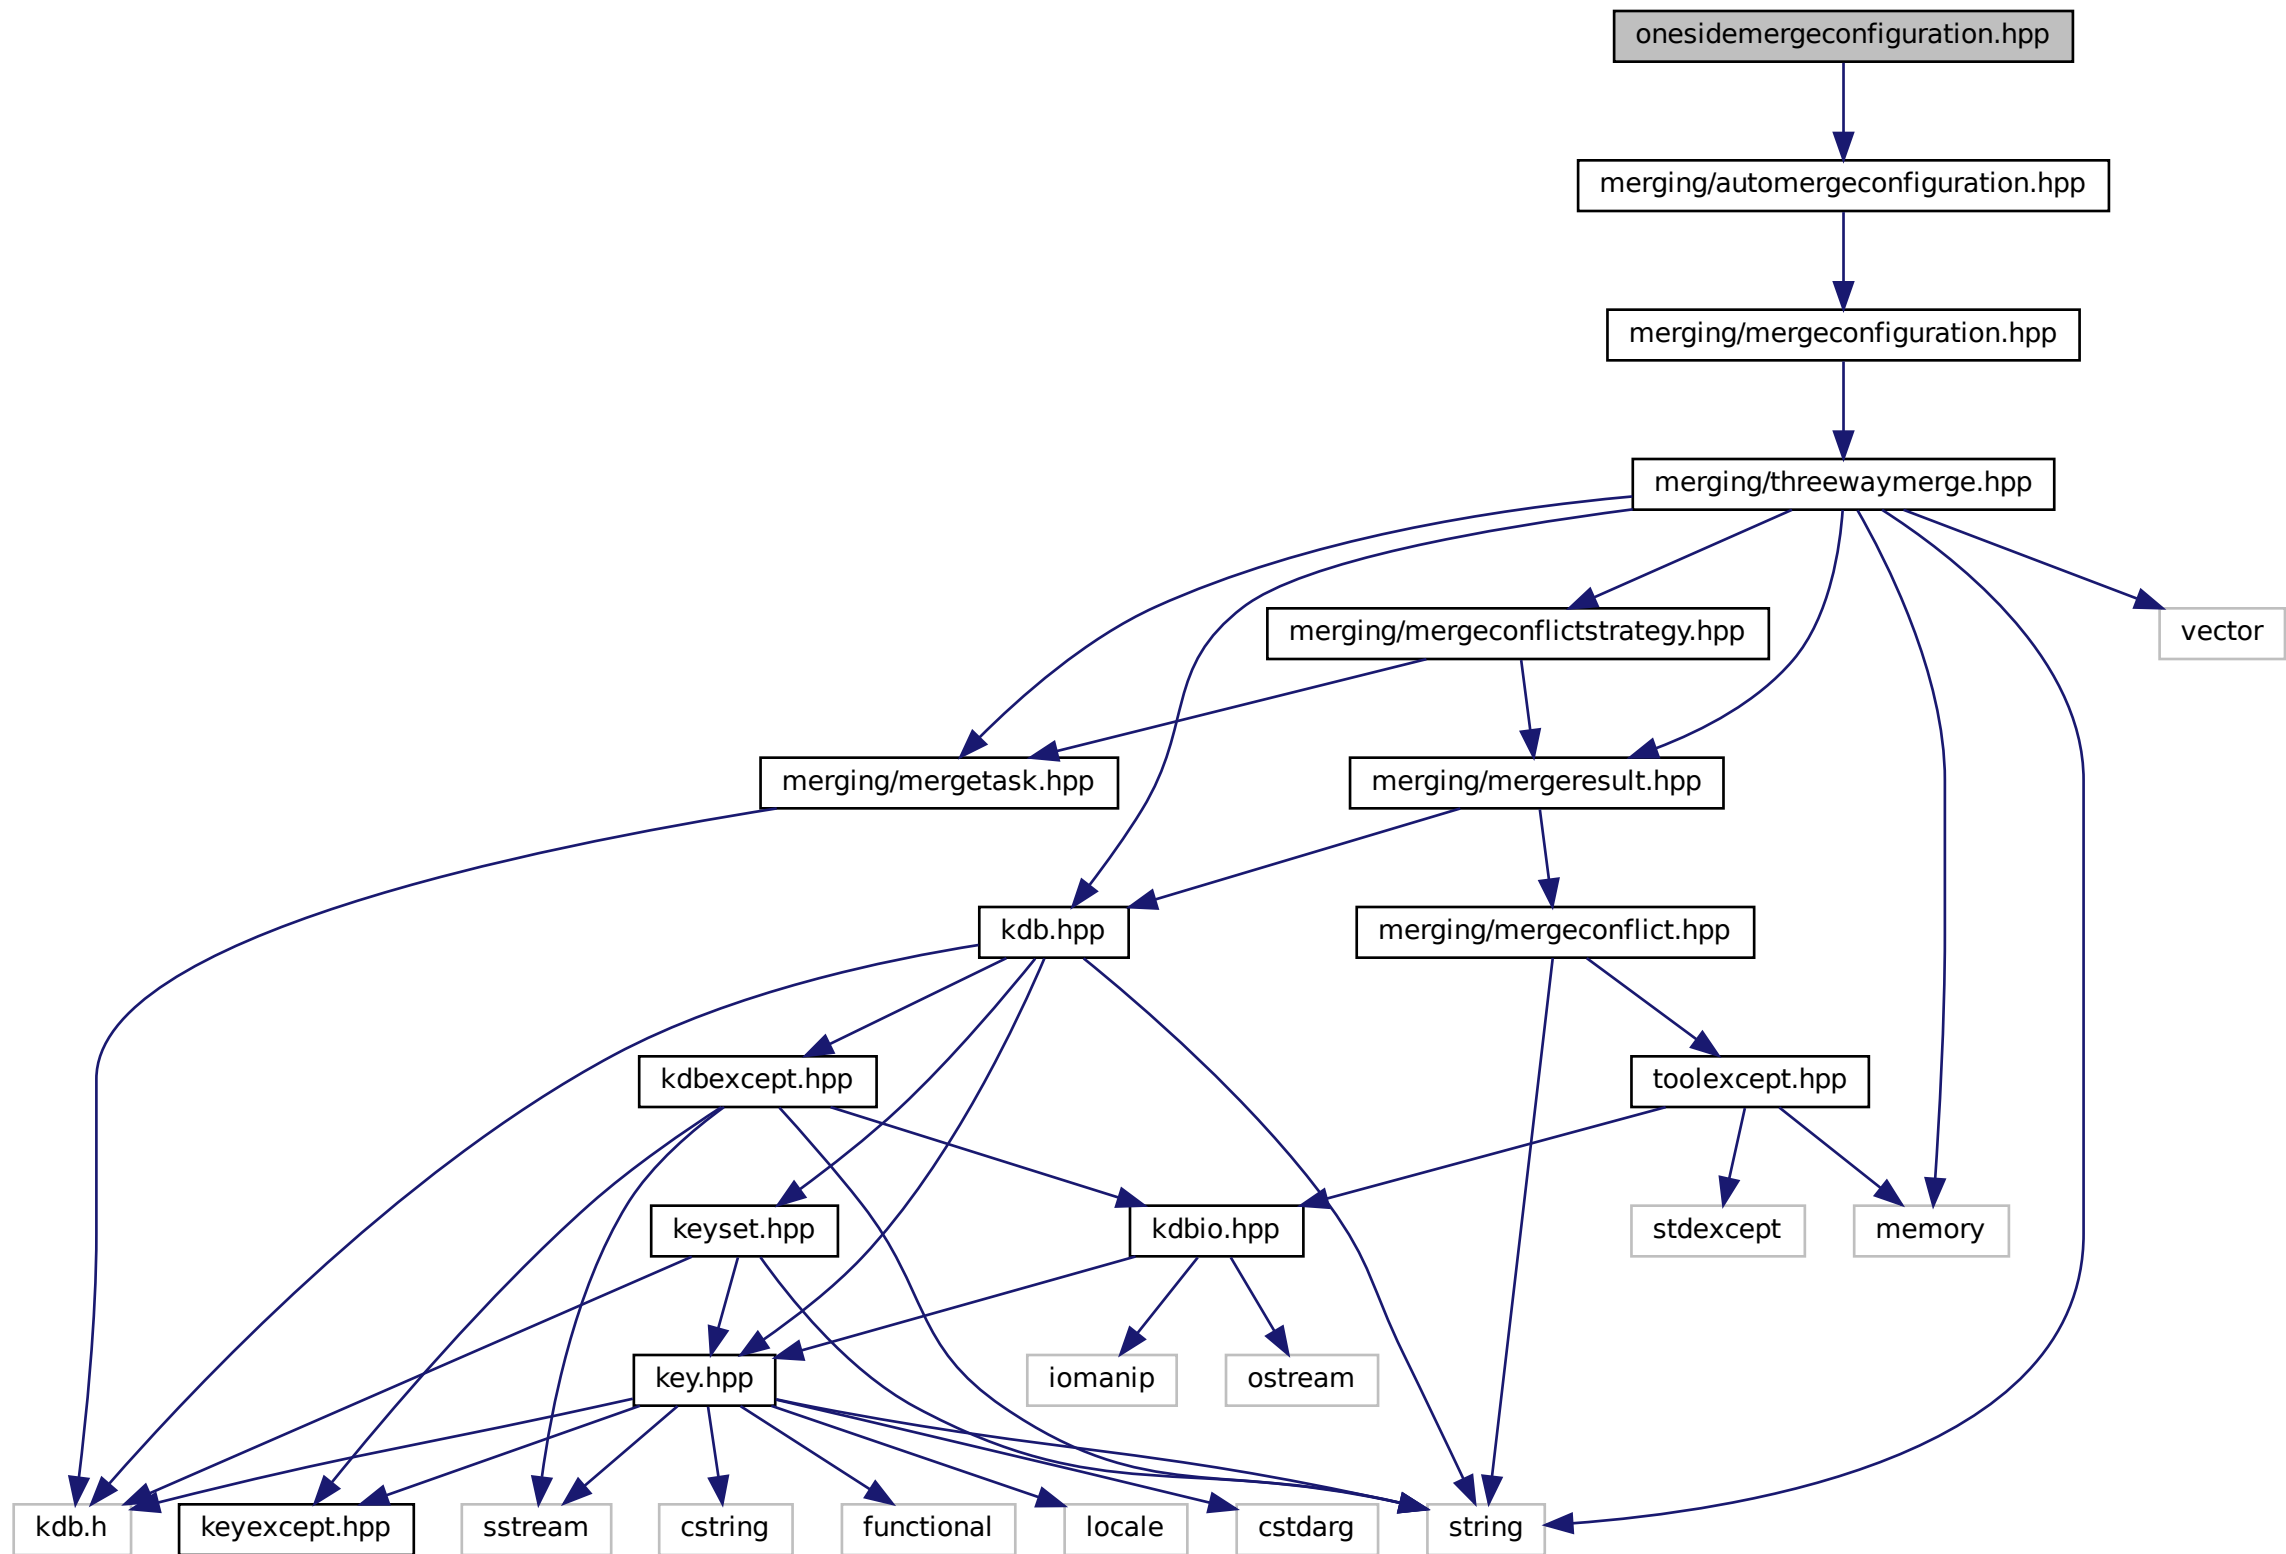 onesidemergeconfiguration.hpp
merging/automergeconfiguration.hpp
merging/mergeconfiguration.hpp
merging/threewaymerge.hpp
merging/mergeconflictstrategy.hpp
vector
merging/mergetask.hpp
merging/mergeresult.hpp
kdb.hpp
merging/mergeconflict.hpp
kdbexcept.hpp
toolexcept.hpp
keyset.hpp
kdbio.hpp
stdexcept
memory
key.hpp
iomanip
ostream
kdb.h
keyexcept.hpp
sstream
cstring
functional
locale
cstdarg
string